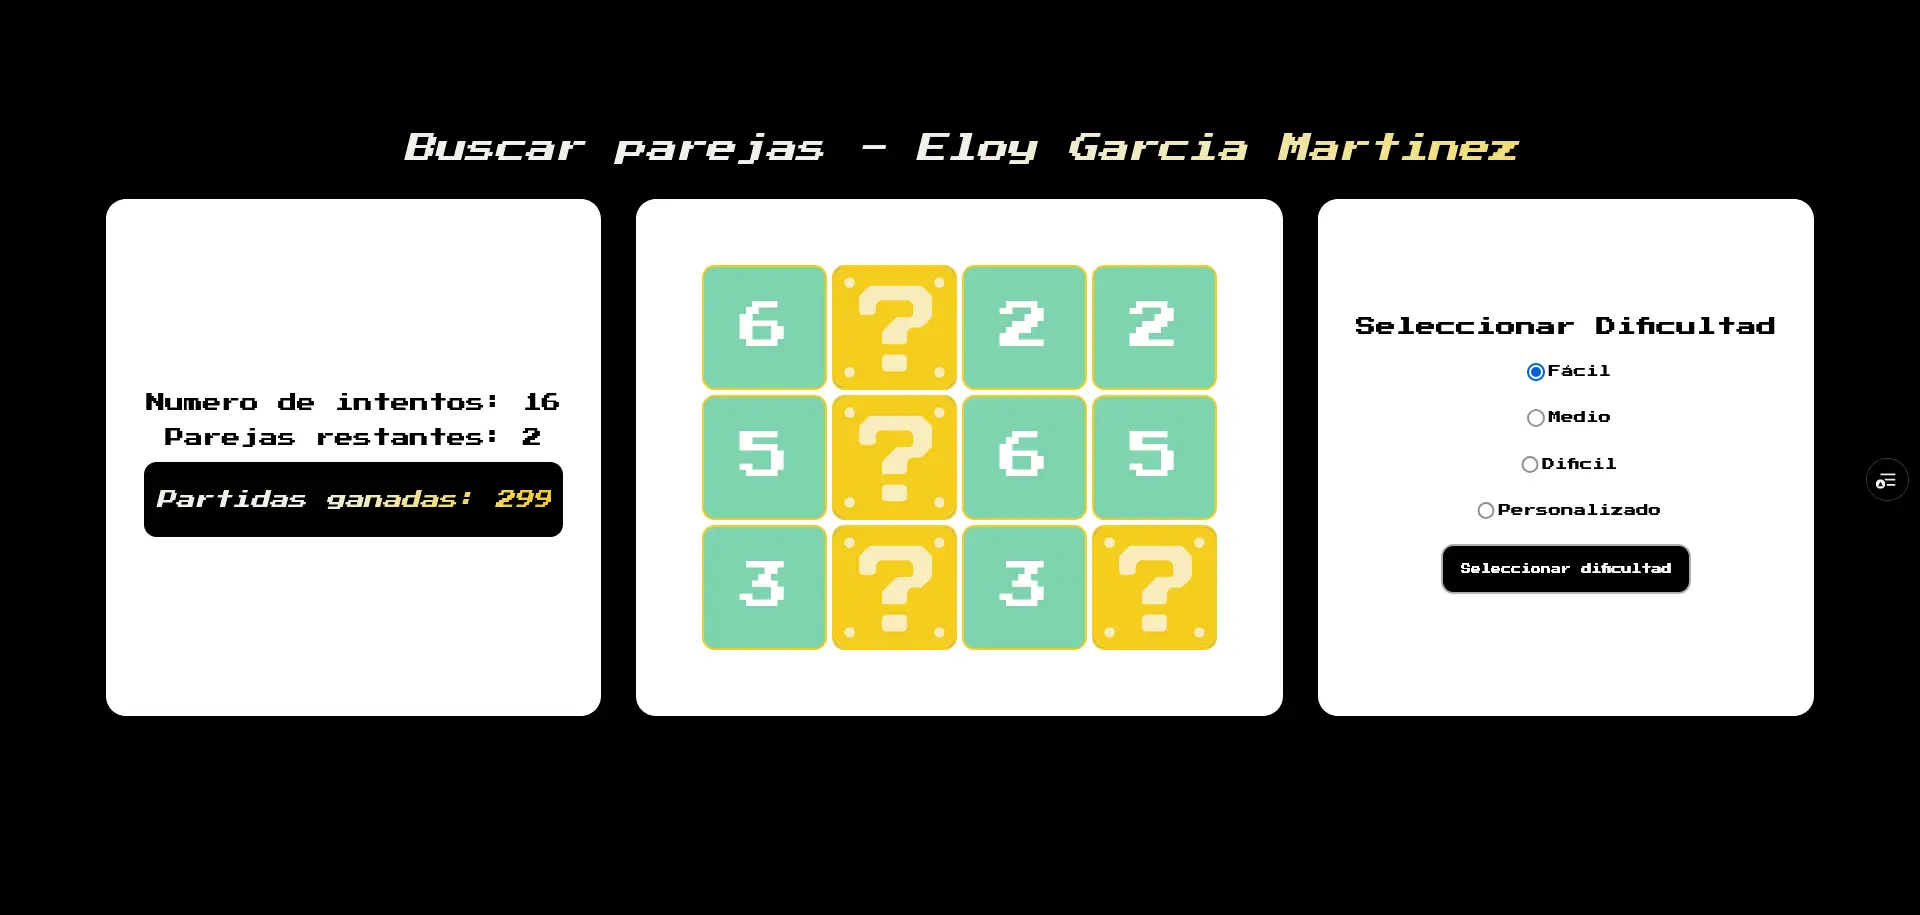 Buscar parejas - Eloy Garcia Martinez
Numero de intentos: 16
Parejas restantes: 2
Partidas ganadas: 299
6 ? 2 2
5 ? 6 5
3 ? 3 ?
Seleccionar Dificultad
Fácil
Medio
Dificil
Personalizado
Seleccionar dificultad